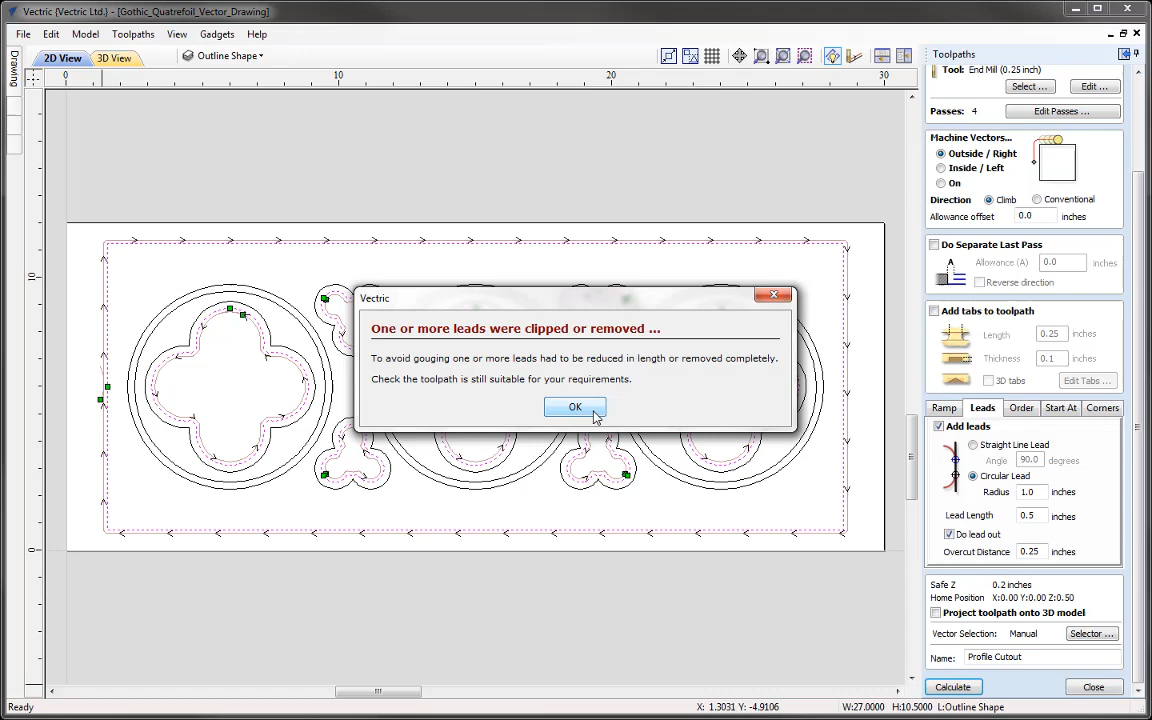 Vectric {Vectric Ltd.} - [Gothic_Quatrefoil_Vector_Drawing]
File Edit Model Toolpaths View Gadgets Help
2D View 3D View Outline Shape
Drawing
0 10 20 30
10
0
Vectric
One or more leads were clipped or removed ...
To avoid gouging one or more leads had to be reduced in length or removed completely.
Check the toolpath is still suitable for your requirements.
OK
Toolpaths
Tool: End Mill (0.25 inch)
Select ... Edit ...
Passes: 4 Edit Passes ...
Machine Vectors...
Outside / Right
Inside / Left
On
Direction Climb Conventional
Allowance offset 0.0 inches
Do Separate Last Pass
A Allowance (A) 0.0 inches
Reverse direction
Add tabs to toolpath
Length 0.25 inches
Thickness 0.1 inches
3D tabs Edit Tabs ...
Ramp Leads Order Start At Corners
Add leads
Straight Line Lead
Angle 90.0 degrees
Circular Lead
Radius 1.0 inches
Lead Length 0.5 inches
Do lead out
Overcut Distance 0.25 inches
Safe Z 0.2 inches
Home Position X:0.00 Y:0.00 Z:0.50
Project toolpath onto 3D model
Vector Selection: Manual Selector ...
Name: Profile Cutout
Calculate Close
Ready X: 1.3031 Y: -4.9106 W:27.0000 H:10.5000 L:Outline Shape